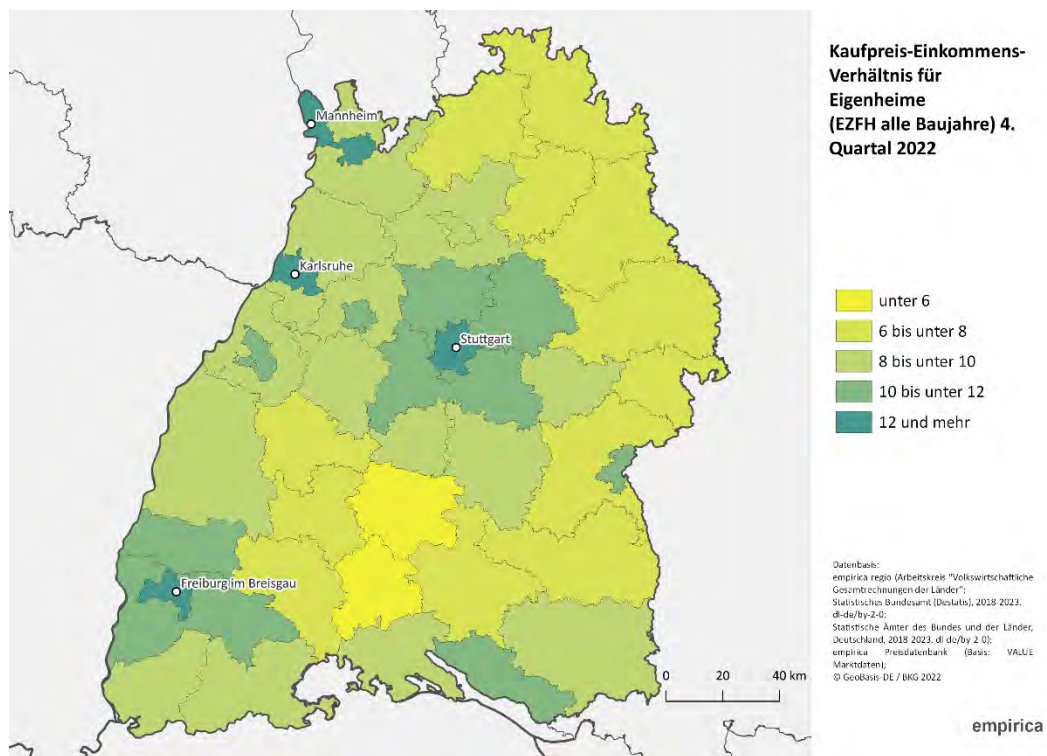 Kaufpreis-Einkommens-
Verhältnis für
Eigenheime
(EZFH alle Baujahre) 4.
Quartal 2022
Mannheim
Karlsruhe
Stuttgart
Freiburg im Breisgau
unter 6
6 bis unter 8
8 bis unter 10
10 bis unter 12
12 und mehr
0 20 40 km
Datenbasis:
empirica regio (Arbeitskreis "Volkswirtschaftliche
Gesamtrechnungen der Länder";
Statistisches Bundesamt (Destatis), 2018-2023,
dl-de/by-2-0;
Statistische Ämter des Bundes und der Länder,
Deutschland, 2018-2023, dl-de/by-2-0);
empirica Preisdatenbank (Basis: VALUE
Marktdaten);
© GeoBasis-DE / BKG 2022
empirica